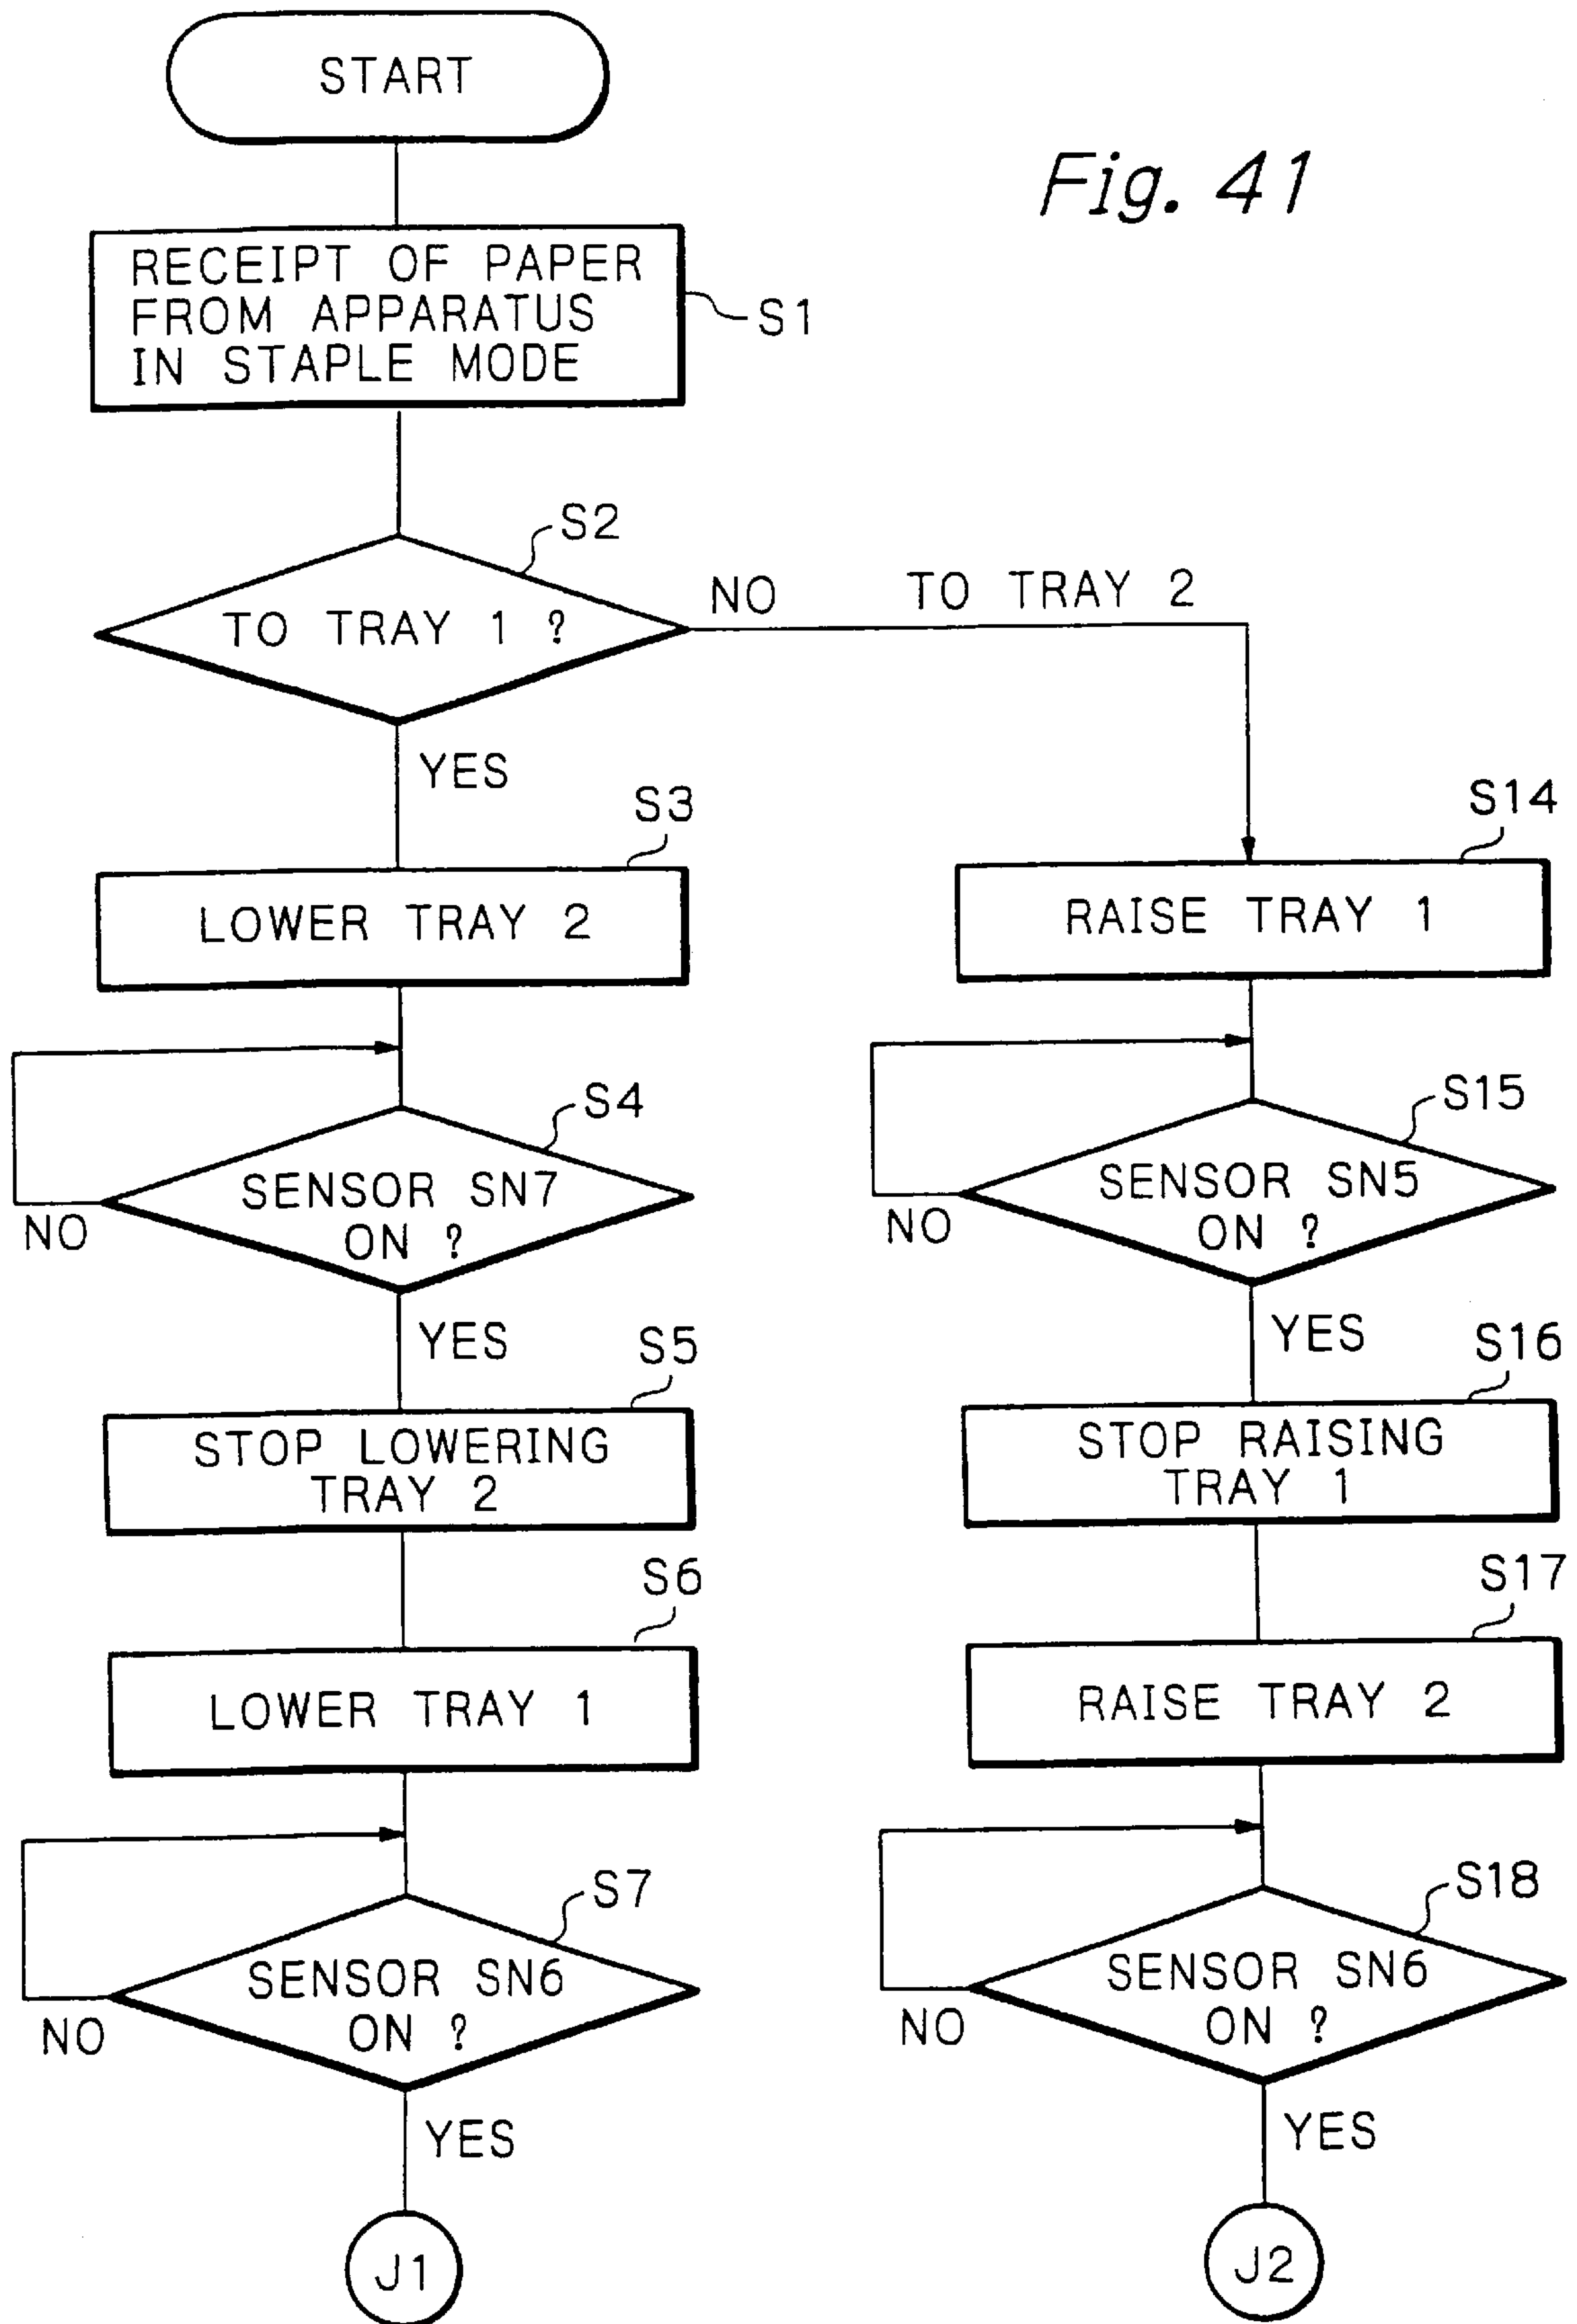 START
Fig. 41
RECEIPT OF PAPER
FROM APPARATUS
IN STAPLE MODE
S1
S2
TO TRAY 1 ?
NO TO TRAY 2
YES
S3
LOWER TRAY 2
S14
RAISE TRAY 1
S4
SENSOR SN7
ON ?
NO
YES
S15
SENSOR SN5
ON ?
NO
YES
S5
STOP LOWERING
TRAY 2
S16
STOP RAISING
TRAY 1
S6
LOWER TRAY 1
S17
RAISE TRAY 2
S7
SENSOR SN6
ON ?
NO
YES
S18
SENSOR SN6
ON ?
NO
YES
J1
J2